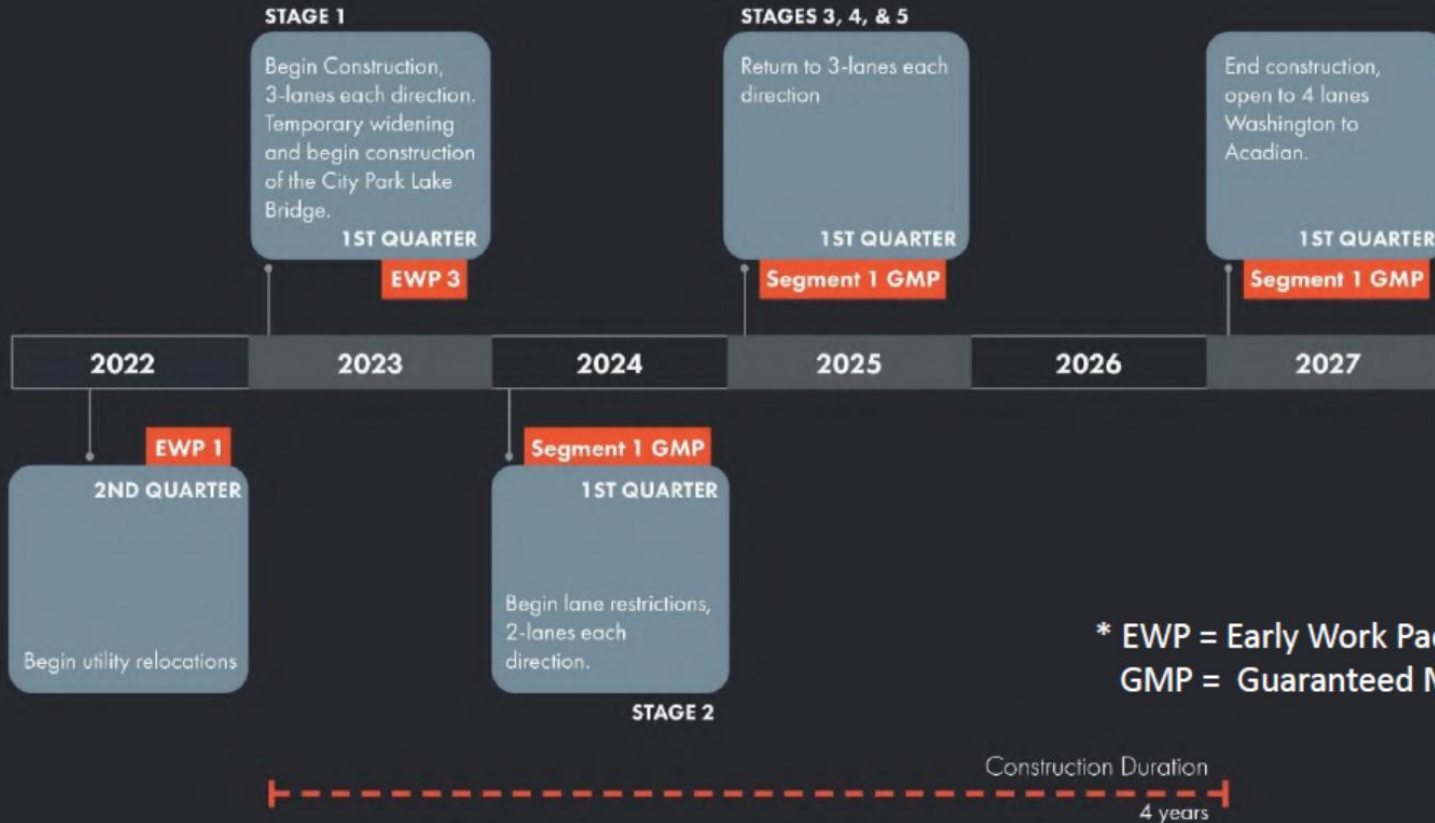 STAGE 1
Begin Construction,
3-lanes each direction.
Temporary widening
and begin construction
of the City Park Lake
Bridge.
1ST QUARTER
EWP 3
STAGES 3, 4, & 5
Return to 3-lanes each
direction
1ST QUARTER
Segment 1 GMP
End construction,
open to 4 lanes
Washington to
Acadian.
1ST QUARTER
Segment 1 GMP
2022
2023
2024
2025
2026
2027
EWP 1
2ND QUARTER
Begin utility relocations
Segment 1 GMP
1ST QUARTER
Begin lane restrictions,
2-lanes each
direction.
STAGE 2
* EWP = Early Work
GMP = Guaranteed
Construction Duration
4 years